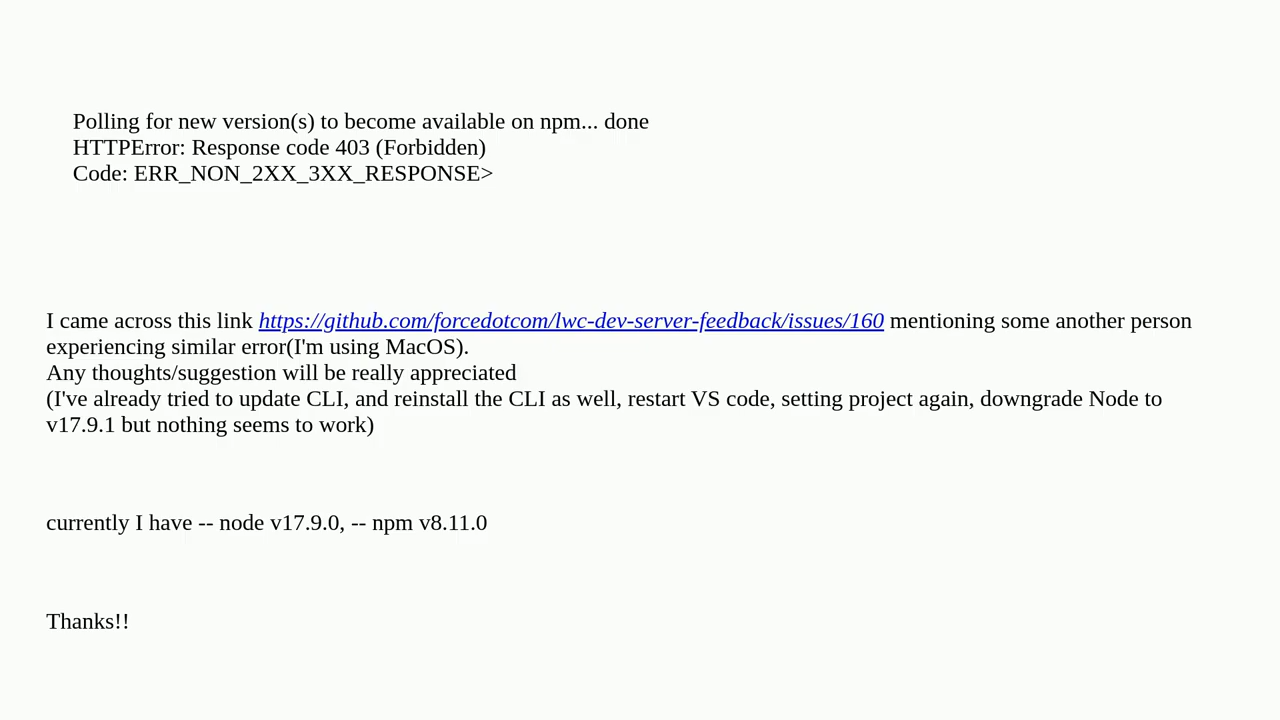 Polling for new version(s) to become available on npm... done
HTTPError: Response code 403 (Forbidden)
Code: ERR_NON_2XX_3XX_RESPONSE>
I came across this link https://github.com/forcedotcom/lwc-dev-server-feedback/issues/160 mentioning some another person
experiencing similar error(I'm using MacOS).
Any thoughts/suggestion will be really appreciated
(I've already tried to update CLI, and reinstall the CLI as well, restart VS code, setting project again, downgrade Node to
v17.9.1 but nothing seems to work)
currently I have -- node v17.9.0, -- npm v8.11.0
Thanks!!